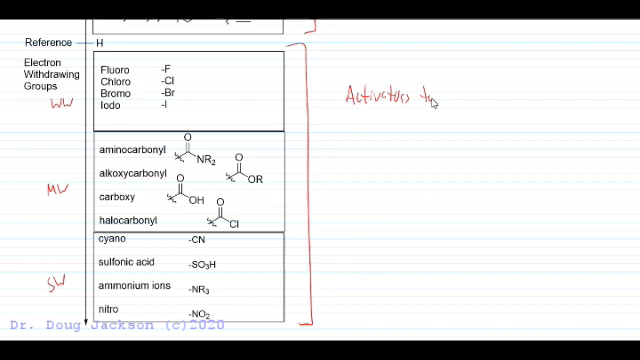 Reference H
Electron
Withdrawing
Groups
WW
Fluoro -F
Chloro -Cl
Bromo -Br
Iodo -I
aminocarbonyl O NR2
alkoxycarbonyl O OR
MW
carboxy O OH
halocarbonyl O Cl
cyano -CN
sulfonic acid -SO3H
SW
ammonium ions -NR3
nitro -NO2
Activators
Dr. Doug Jackson (c)2020